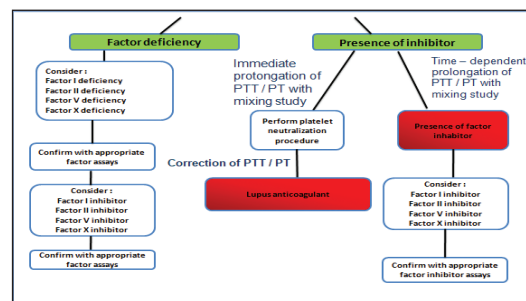 Factor deficiency
Consider :
Factor I deficiency
Factor II deficiency
Factor V deficiency
Factor X deficiency
Confirm with appropriate
factor assays
Consider :
Factor I inhibitor
Factor II inhibitor
Factor V inhibitor
Factor X inhibitor
Confirm with appropriate
factor assays
Presence of inhibitor
Immediate
protongation of
PTT / PT with
mixing study
Perform platelet
neutralization
procedure
Correction of PTT / PT
Lupus anticoagulant
Time – dependent
prolongation of
PTT / PT with
mixing study
Presence of factor
inhabitor
Consider :
Factor I inhibitor
Factor II inhibitor
Factor V inhibitor
Factor X inhibitor
Confirm with appropriate
factor inhibitor assays